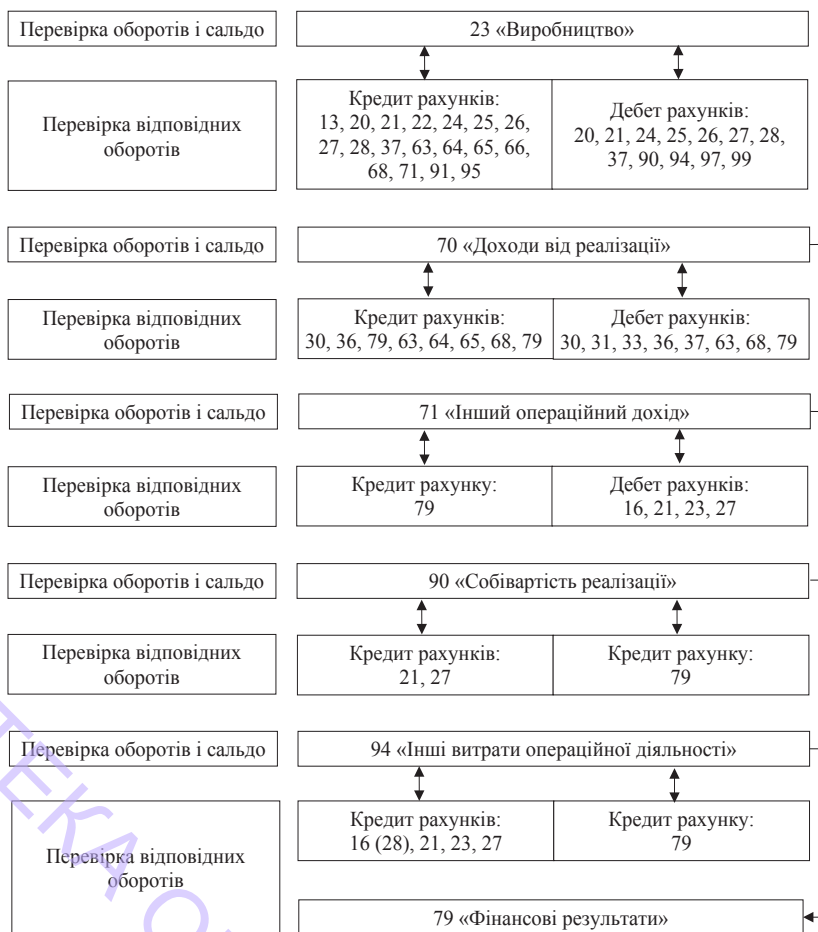 Перевірка оборотів і сальдо
23 «Виробництво»
Перевірка відповідних
оборотів
Кредит рахунків:
13, 20, 21, 22, 24, 25, 26,
27, 28, 37, 63, 64, 65, 66,
68, 71, 91, 95
Дебет рахунків:
20, 21, 24, 25, 26, 27, 28,
37, 90, 94, 97, 99
Перевірка оборотів і сальдо
70 «Доходи від реалізації»
Перевірка відповідних
оборотів
Кредит рахунків:
30, 36, 79, 63, 64, 65, 68, 79
Дебет рахунків:
30, 31, 33, 36, 37, 63, 68, 79
Перевірка оборотів і сальдо
71 «Інший операційний дохід»
Перевірка відповідних
оборотів
Кредит рахунку:
79
Дебет рахунків:
16, 21, 23, 27
Перевірка оборотів і сальдо
90 «Собівартість реалізації»
Перевірка відповідних
оборотів
Кредит рахунків:
21, 27
Кредит рахунку:
79
Перевірка оборотів і сальдо
94 «Інші витрати операційної діяльності»
Перевірка відповідних
оборотів
Кредит рахунків:
16 (28), 21, 23, 27
Кредит рахунку:
79
79 «Фінансові результати»